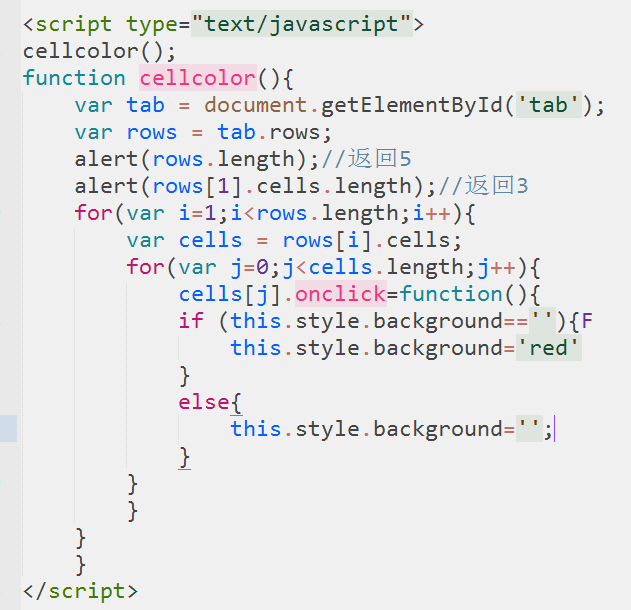 <script type="text/javascript">
cellcolor();
function cellcolor(){
    var tab = document.getElementById('tab');
    var rows = tab.rows;
    alert(rows.length);//返回5
    alert(rows[1].cells.length);//返回3
    for(var i=1;i<rows.length;i++){
        var cells = rows[i].cells;
        for(var j=0;j<cells.length;j++){
            cells[j].onclick=function(){
            if (this.style.background==''){F
                this.style.background='red'
            }
            else{
                this.style.background='';
            }
        }
        }
    }
    }
</script>